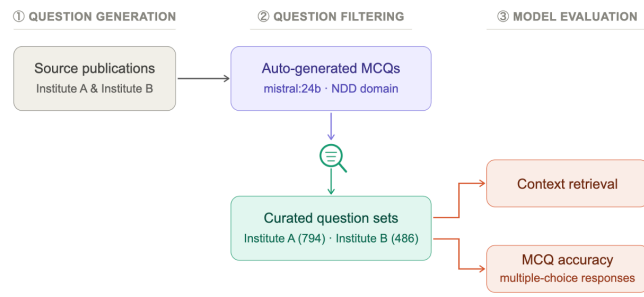 ① QUESTION GENERATION
② QUESTION FILTERING
③ MODEL EVALUATION
Source publications
Institute A & Institute B
Auto-generated MCQs
mistral:24b · NDD domain
Curated question sets
Institute A (794) · Institute B (486)
Context retrieval
MCQ accuracy
multiple-choice responses